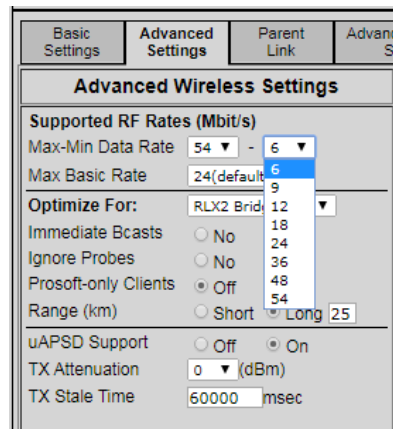 Basic Settings
Advanced Settings
Parent Link
Advanc
S
Advanced Wireless Settings
Supported RF Rates (Mbit/s)
Max-Min Data Rate 54 - 6
6
9
12
18
24
36
48
54
Max Basic Rate 24(default
Optimize For: RLX2 Bridg
Immediate Bcasts No
Ignore Probes No
Prosoft-only Clients Off
Range (km) Short Long 25
uAPSD Support Off On
TX Attenuation 0 (dBm)
TX Stale Time 60000 msec